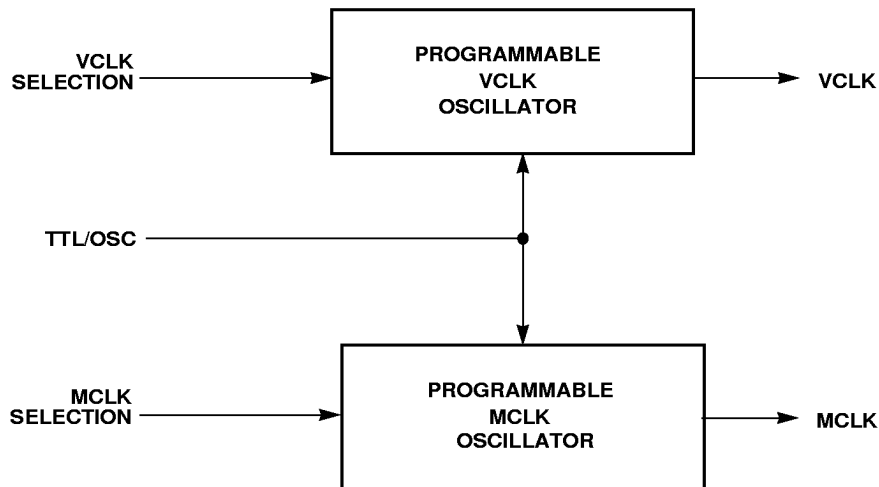 VCLK
SELECTION
PROGRAMMABLE
VCLK
OSCILLATOR
VCLK
TTL/OSC
MCLK
SELECTION
PROGRAMMABLE
MCLK
OSCILLATOR
MCLK